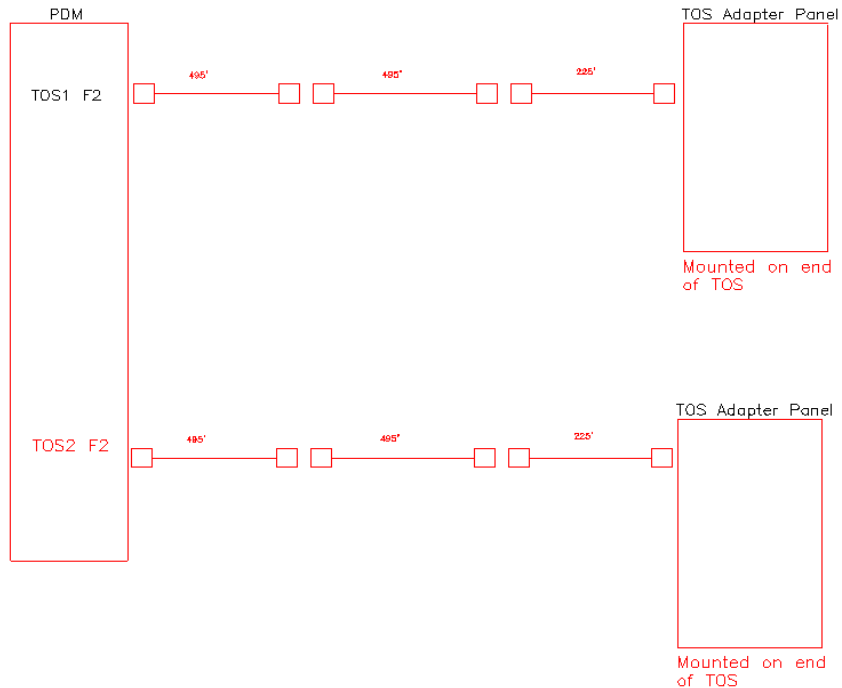 PDM
TOS Adapter Panel
TOS1 F2
495'
495'
225'
Mounted on end
of TOS
TOS Adapter Panel
TOS2 F2
495'
495'
225'
Mounted on end
of TOS